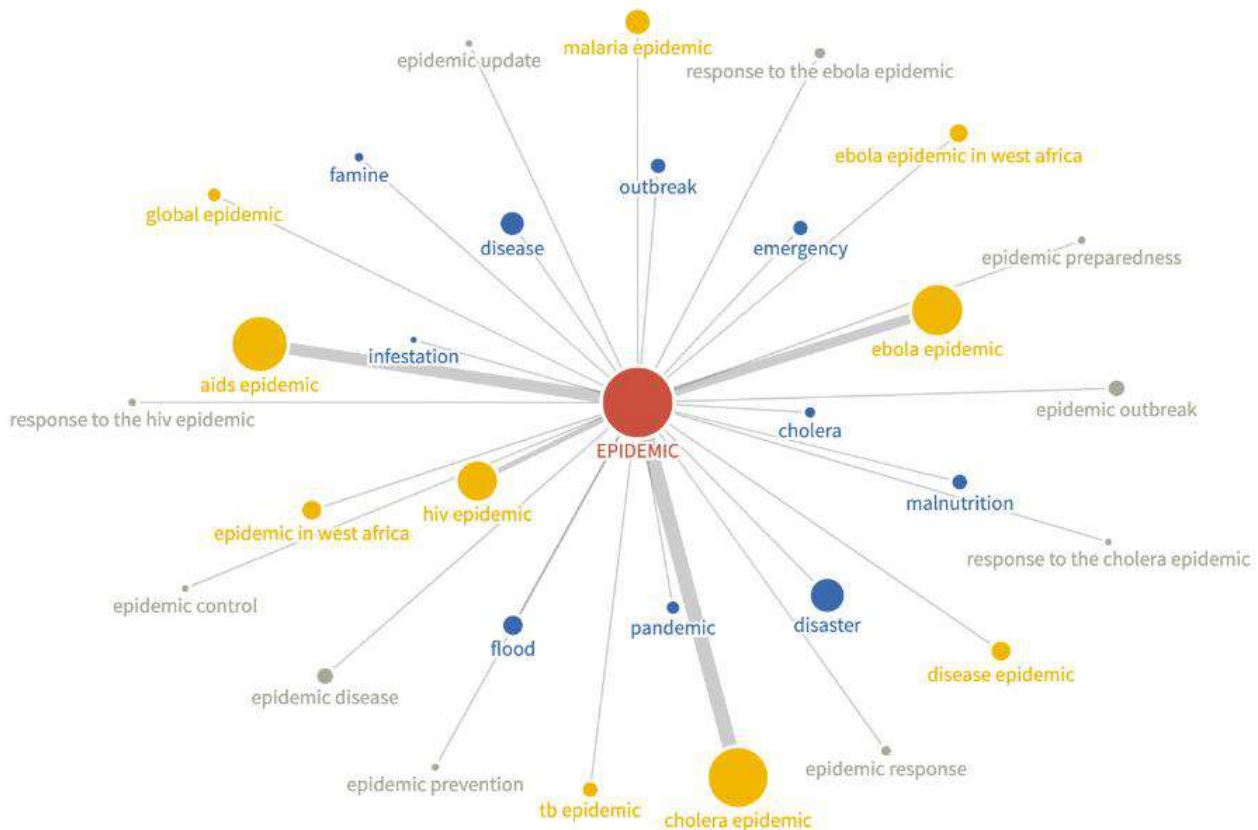 malaria epidemic
epidemic update
response to the ebola epidemic
ebola epidemic in west africa
famine
outbreak
global epidemic
disease
emergency
epidemic preparedness
infestation
ebola epidemic
aids epidemic
response to the hiv epidemic
epidemic outbreak
cholera
EPIDEMIC
malnutrition
hiv epidemic
epidemic in west africa
response to the cholera epidemic
epidemic control
pandemic
disaster
flood
disease epidemic
epidemic disease
epidemic response
epidemic prevention
tb epidemic
cholera epidemic